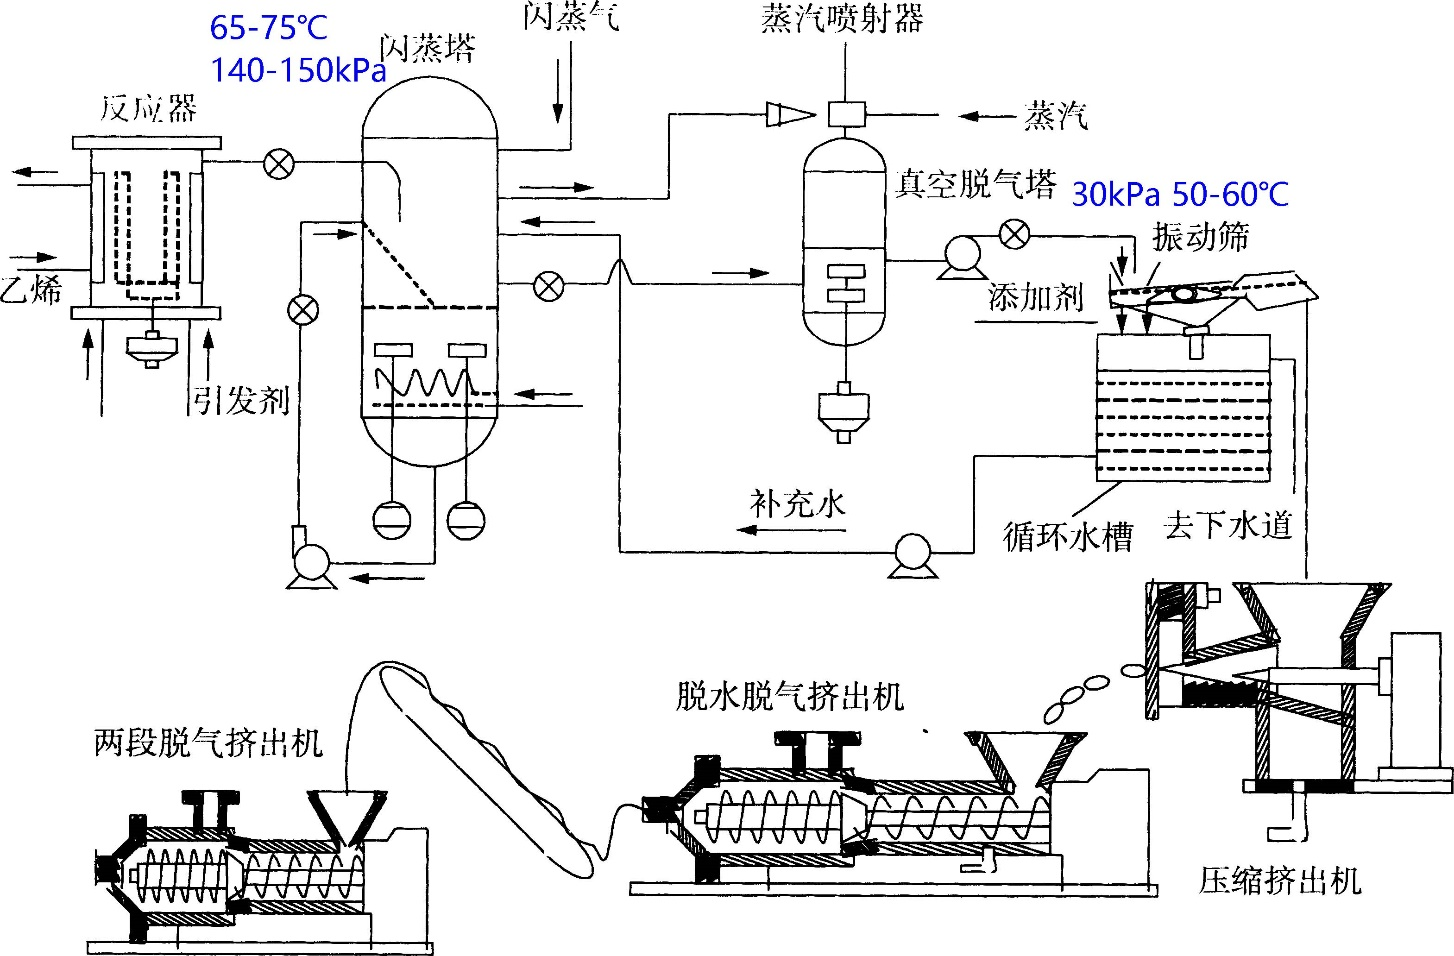 闪蒸气
蒸汽喷射器
65-75℃
闪蒸塔
140-150kPa
反应器
蒸汽
真空脱气塔
30kPa 50-60℃
振动筛
乙烯
添加剂
引发剂
补充水
循环水槽
去下水道
脱水脱气挤出机
两段脱气挤出机
压缩挤出机